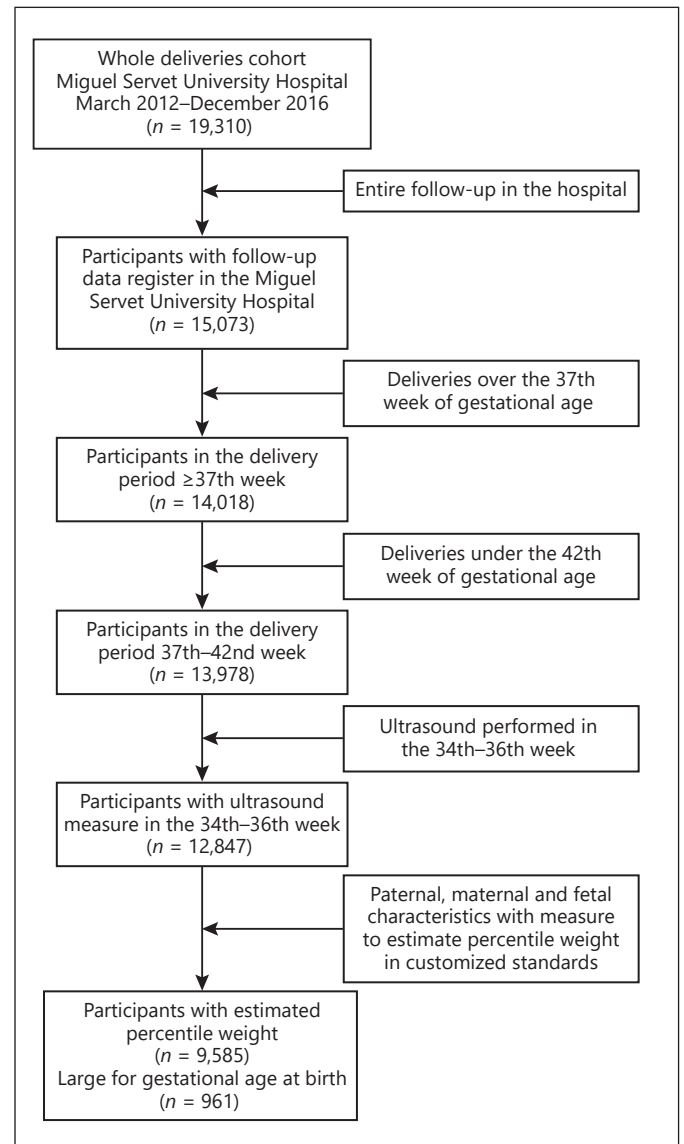 Whole deliveries cohort
Miguel Servet University Hospital
March 2012–December 2016
(n = 19,310)
Entire follow-up in the hospital
Participants with follow-up
data register in the Miguel
Servet University Hospital
(n = 15,073)
Deliveries over the 37th
week of gestational age
Participants in the delivery
period ≥37th week
(n = 14,018)
Deliveries under the 42th
week of gestational age
Participants in the delivery
period 37th–42nd week
(n = 13,978)
Ultrasound performed in
the 34th–36th week
Participants with ultrasound
measure in the 34th–36th week
(n = 12,847)
Paternal, maternal and fetal
characteristics with measure
to estimate percentile weight
in customized standards
Participants with estimated
percentile weight
(n = 9,585)
Large for gestational age at birth
(n = 961)